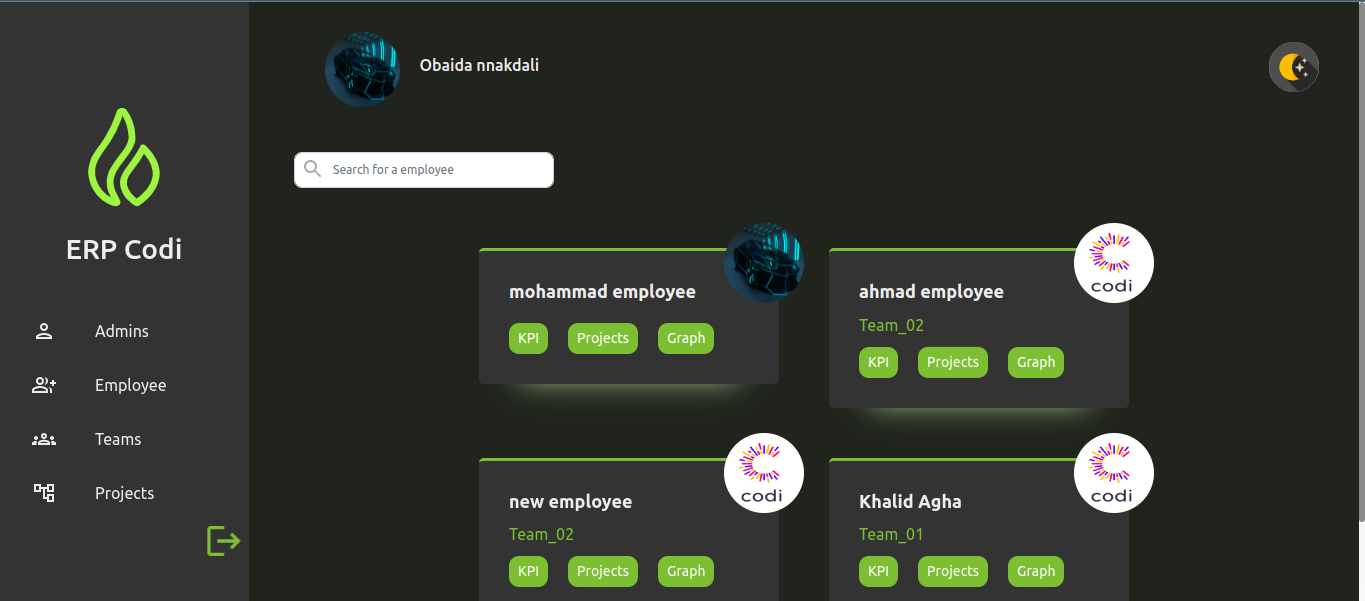 Obaida nnakdali
Search for a employee
ERP Codi
Admins
Employee
Teams
Projects
mohammad employee
KPI Projects Graph
codi
ahmad employee
Team_02
KPI Projects Graph
codi
new employee
Team_02
KPI Projects Graph
codi
Khalid Agha
Team_01
KPI Projects Graph